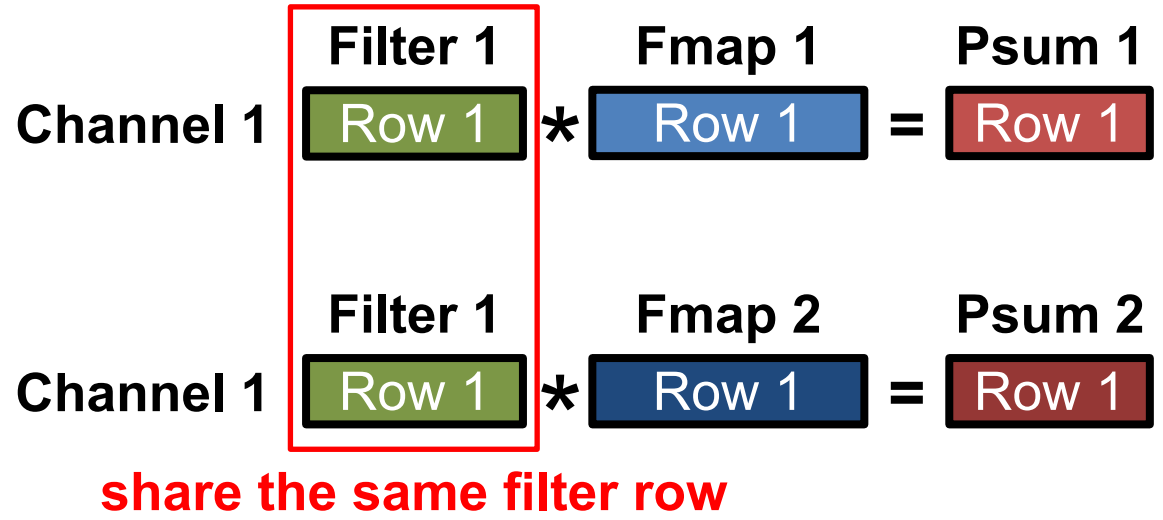 Filter 1 Fmap 1 Psum 1
Channel 1 Row 1 * Row 1 = Row 1
Filter 1 Fmap 2 Psum 2
Channel 1 Row 1 * Row 1 = Row 1
share the same filter row